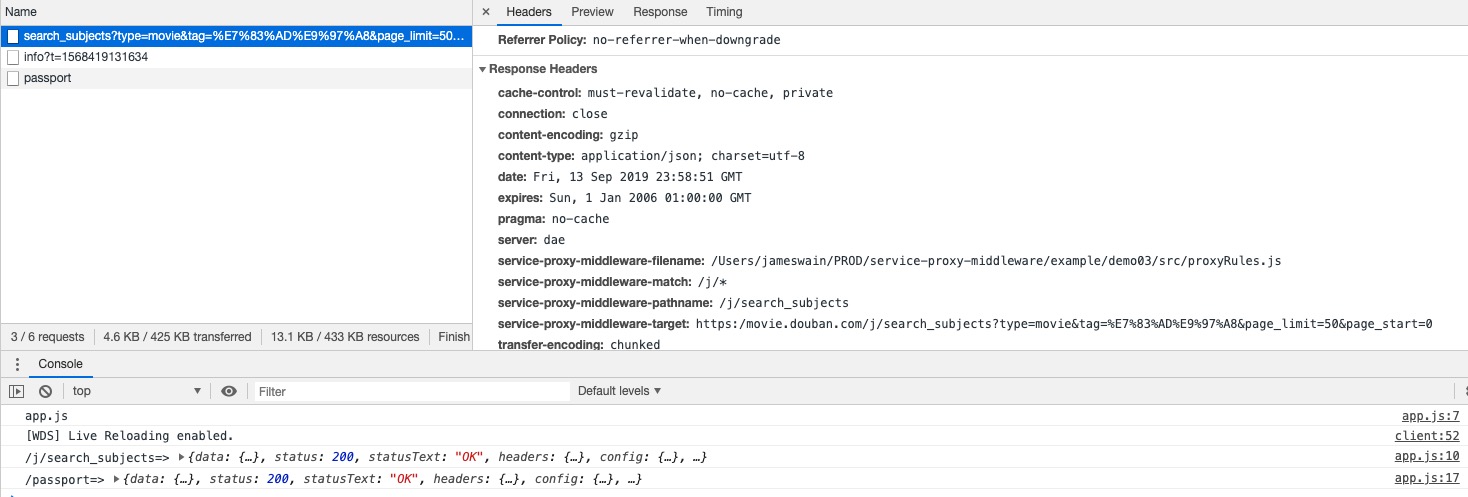 Name
× Headers Preview Response Timing
search_subjects?type=movie&tag=%E7%83%AD%E9%97%A8&page_limit=50…
info?t=1568419131634
passport
3 / 6 requests 4.6 KB / 425 KB transferred 13.1 KB / 433 KB resources Finish
Referrer Policy: no-referrer-when-downgrade
Response Headers
cache-control: must-revalidate, no-cache, private
connection: close
content-encoding: gzip
content-type: application/json; charset=utf-8
date: Fri, 13 Sep 2019 23:58:51 GMT
expires: Sun, 1 Jan 2006 01:00:00 GMT
pragma: no-cache
server: dae
service-proxy-middleware-filename: /Users/jameswain/PROD/service-proxy-middleware/example/demo03/src/proxyRules.js
service-proxy-middleware-match: /j/*
service-proxy-middleware-pathname: /j/search_subjects
service-proxy-middleware-target: https:/movie.douban.com/j/search_subjects?type=movie&tag=%E7%83%AD%E9%97%A8&page_limit=50&page_start=0
transfer-encoding: chunked
Console
top Filter Default levels
app.js app.js:7
[WDS] Live Reloading enabled. client:52
/j/search_subjects=> {data: {…}, status: 200, statusText: "OK", headers: {…}, config: {…}, …} app.js:10
/passport=> {data: {…}, status: 200, statusText: "OK", headers: {…}, config: {…}, …} app.js:17